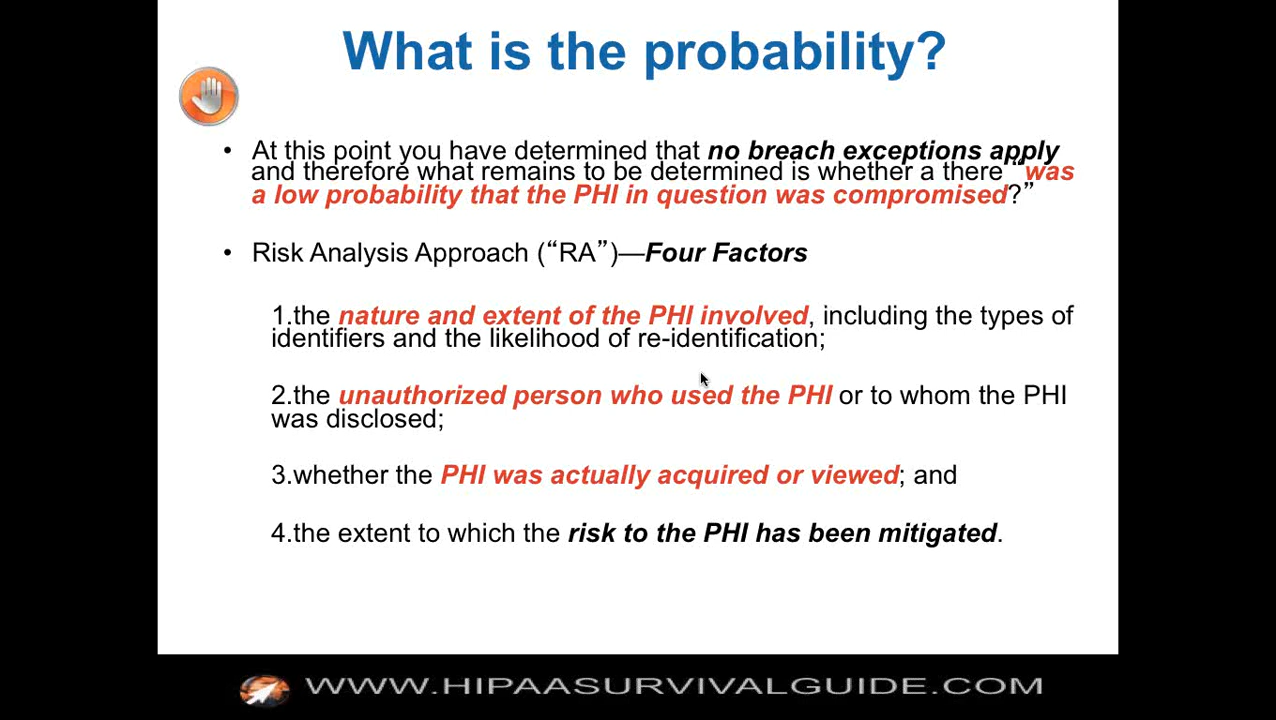 What is the probability?
• At this point you have determined that no breach exceptions apply
and therefore what remains to be determined is whether a there “was
a low probability that the PHI in question was compromised?”
• Risk Analysis Approach (“RA”)—Four Factors
1.the nature and extent of the PHI involved, including the types of
identifiers and the likelihood of re-identification;
2.the unauthorized person who used the PHI or to whom the PHI
was disclosed;
3.whether the PHI was actually acquired or viewed; and
4.the extent to which the risk to the PHI has been mitigated.
WWW.HIPAASURVIVALGUIDE.COM